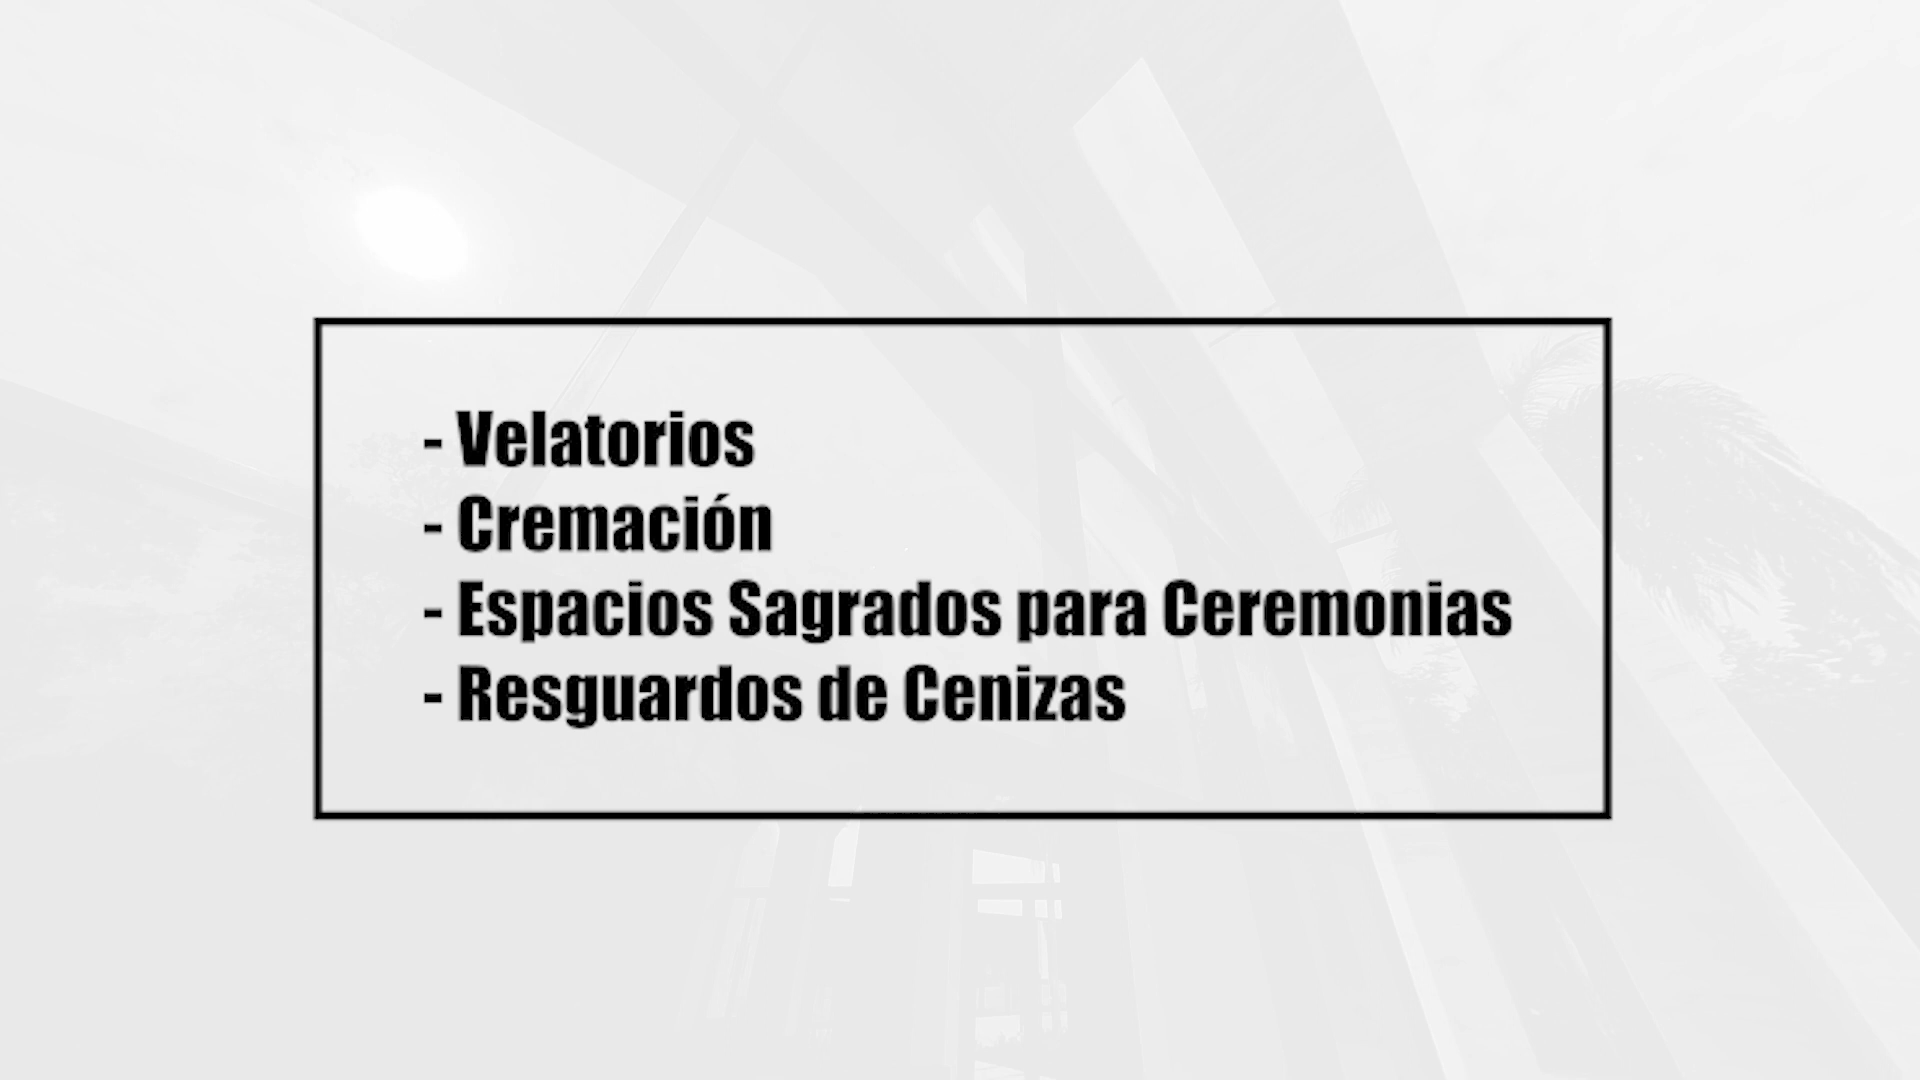 - Velatorios
- Cremación
- Espacios Sagrados para Ceremonias
- Resguardos de Cenizas